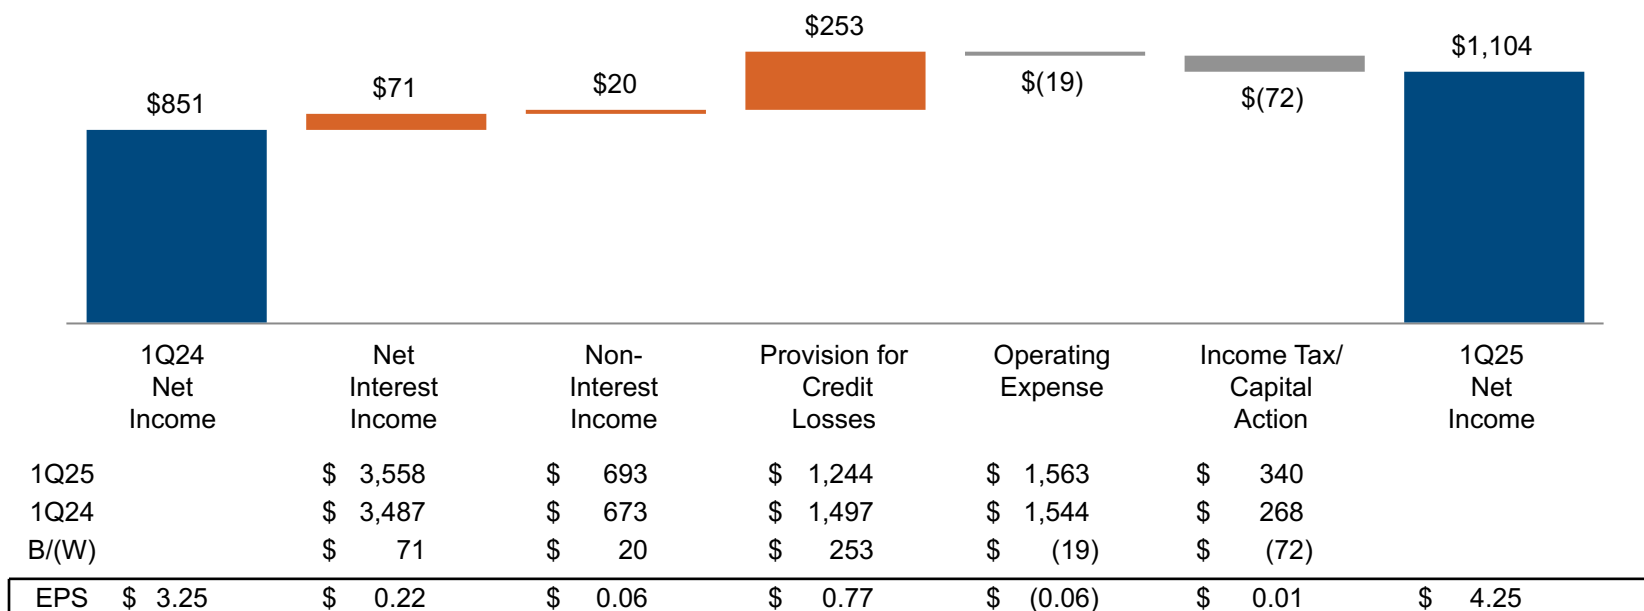 $253
$1,104
$71
$20
$(19)
$(72)
$851
1Q24 Net Income
Net Interest Income
Non-Interest Income
Provision for Credit Losses
Operating Expense
Income Tax/ Capital Action
1Q25 Net Income
1Q25 $ 3,558 $ 693 $ 1,244 $ 1,563 $ 340
1Q24 $ 3,487 $ 673 $ 1,497 $ 1,544 $ 268
B/(W) $ 71 $ 20 $ 253 $ (19) $ (72)
EPS $ 3.25 $ 0.22 $ 0.06 $ 0.77 $ (0.06) $ 0.01 $ 4.25